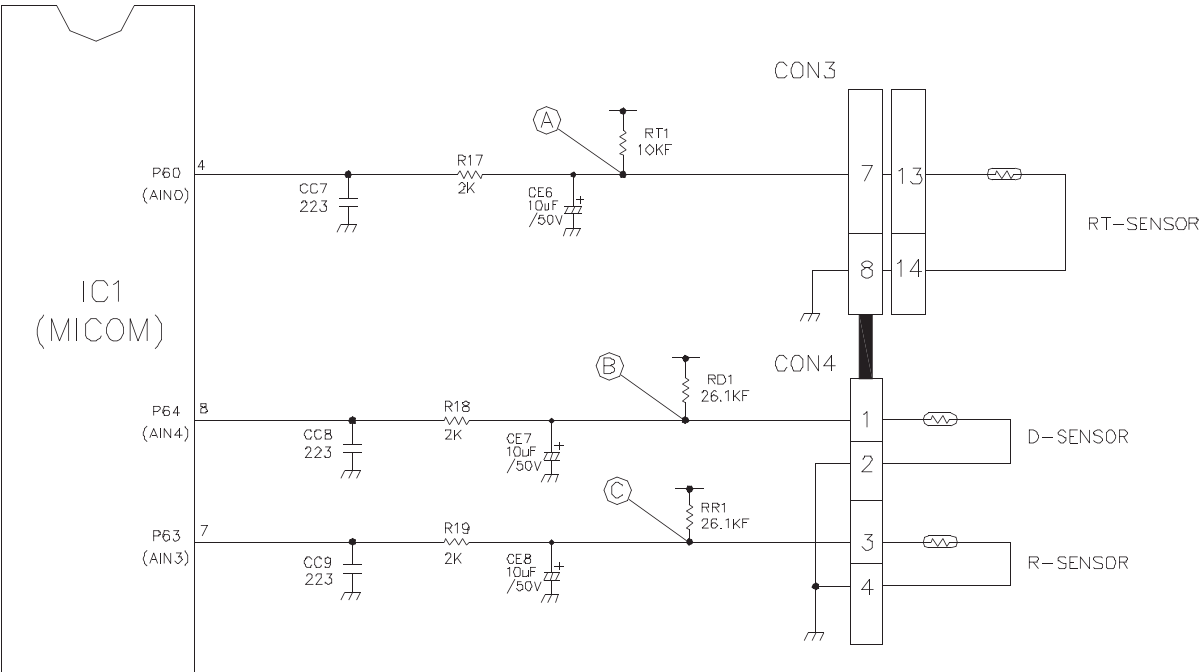 CON3
A
RT1
10KF
P60
(AIN0)
4
CC7
223
R17
2K
CE6
10uF
/50V
+
7
13
8
14
RT-SENSOR
IC1
(MICOM)
CON4
B
RD1
26.1KF
P64
(AIN4)
8
CC8
223
R18
2K
CE7
10uF
/50V
+
1
2
D-SENSOR
C
RR1
26.1KF
P63
(AIN3)
7
CC9
223
R19
2K
CE8
10uF
/50V
+
3
4
R-SENSOR